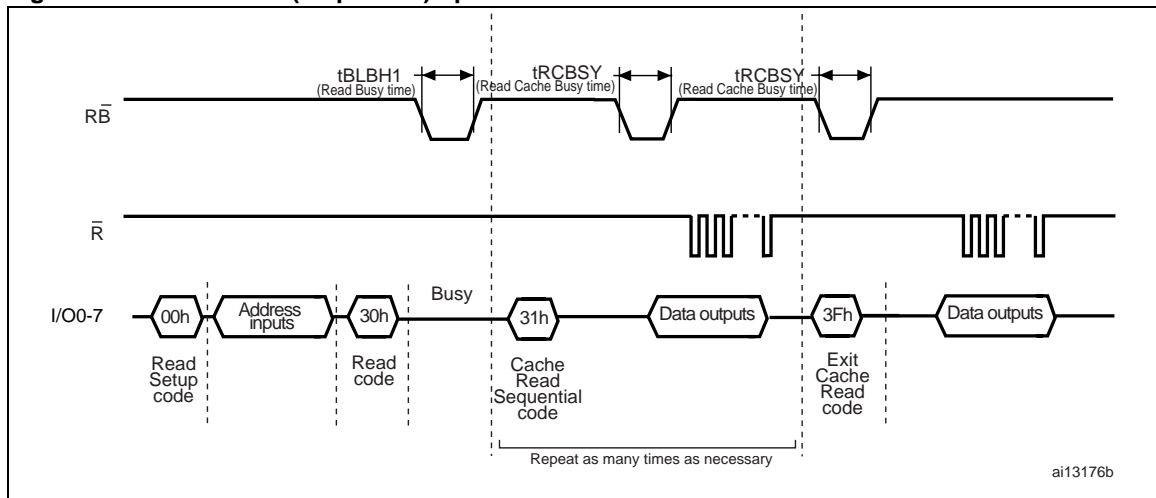 tBLBH1
(Read Busy time)
tRCBSY
(Read Cache Busy time)
tRCBSY
(Read Cache Busy time)
RB
R
I/O0-7
00h
Address
inputs
30h
Busy
31h
Data outputs
3Fh
Data outputs
Read
Setup
code
Read
code
Cache
Read
Sequential
code
Exit
Cache
Read
code
Repeat as many times as necessary
ai13176b